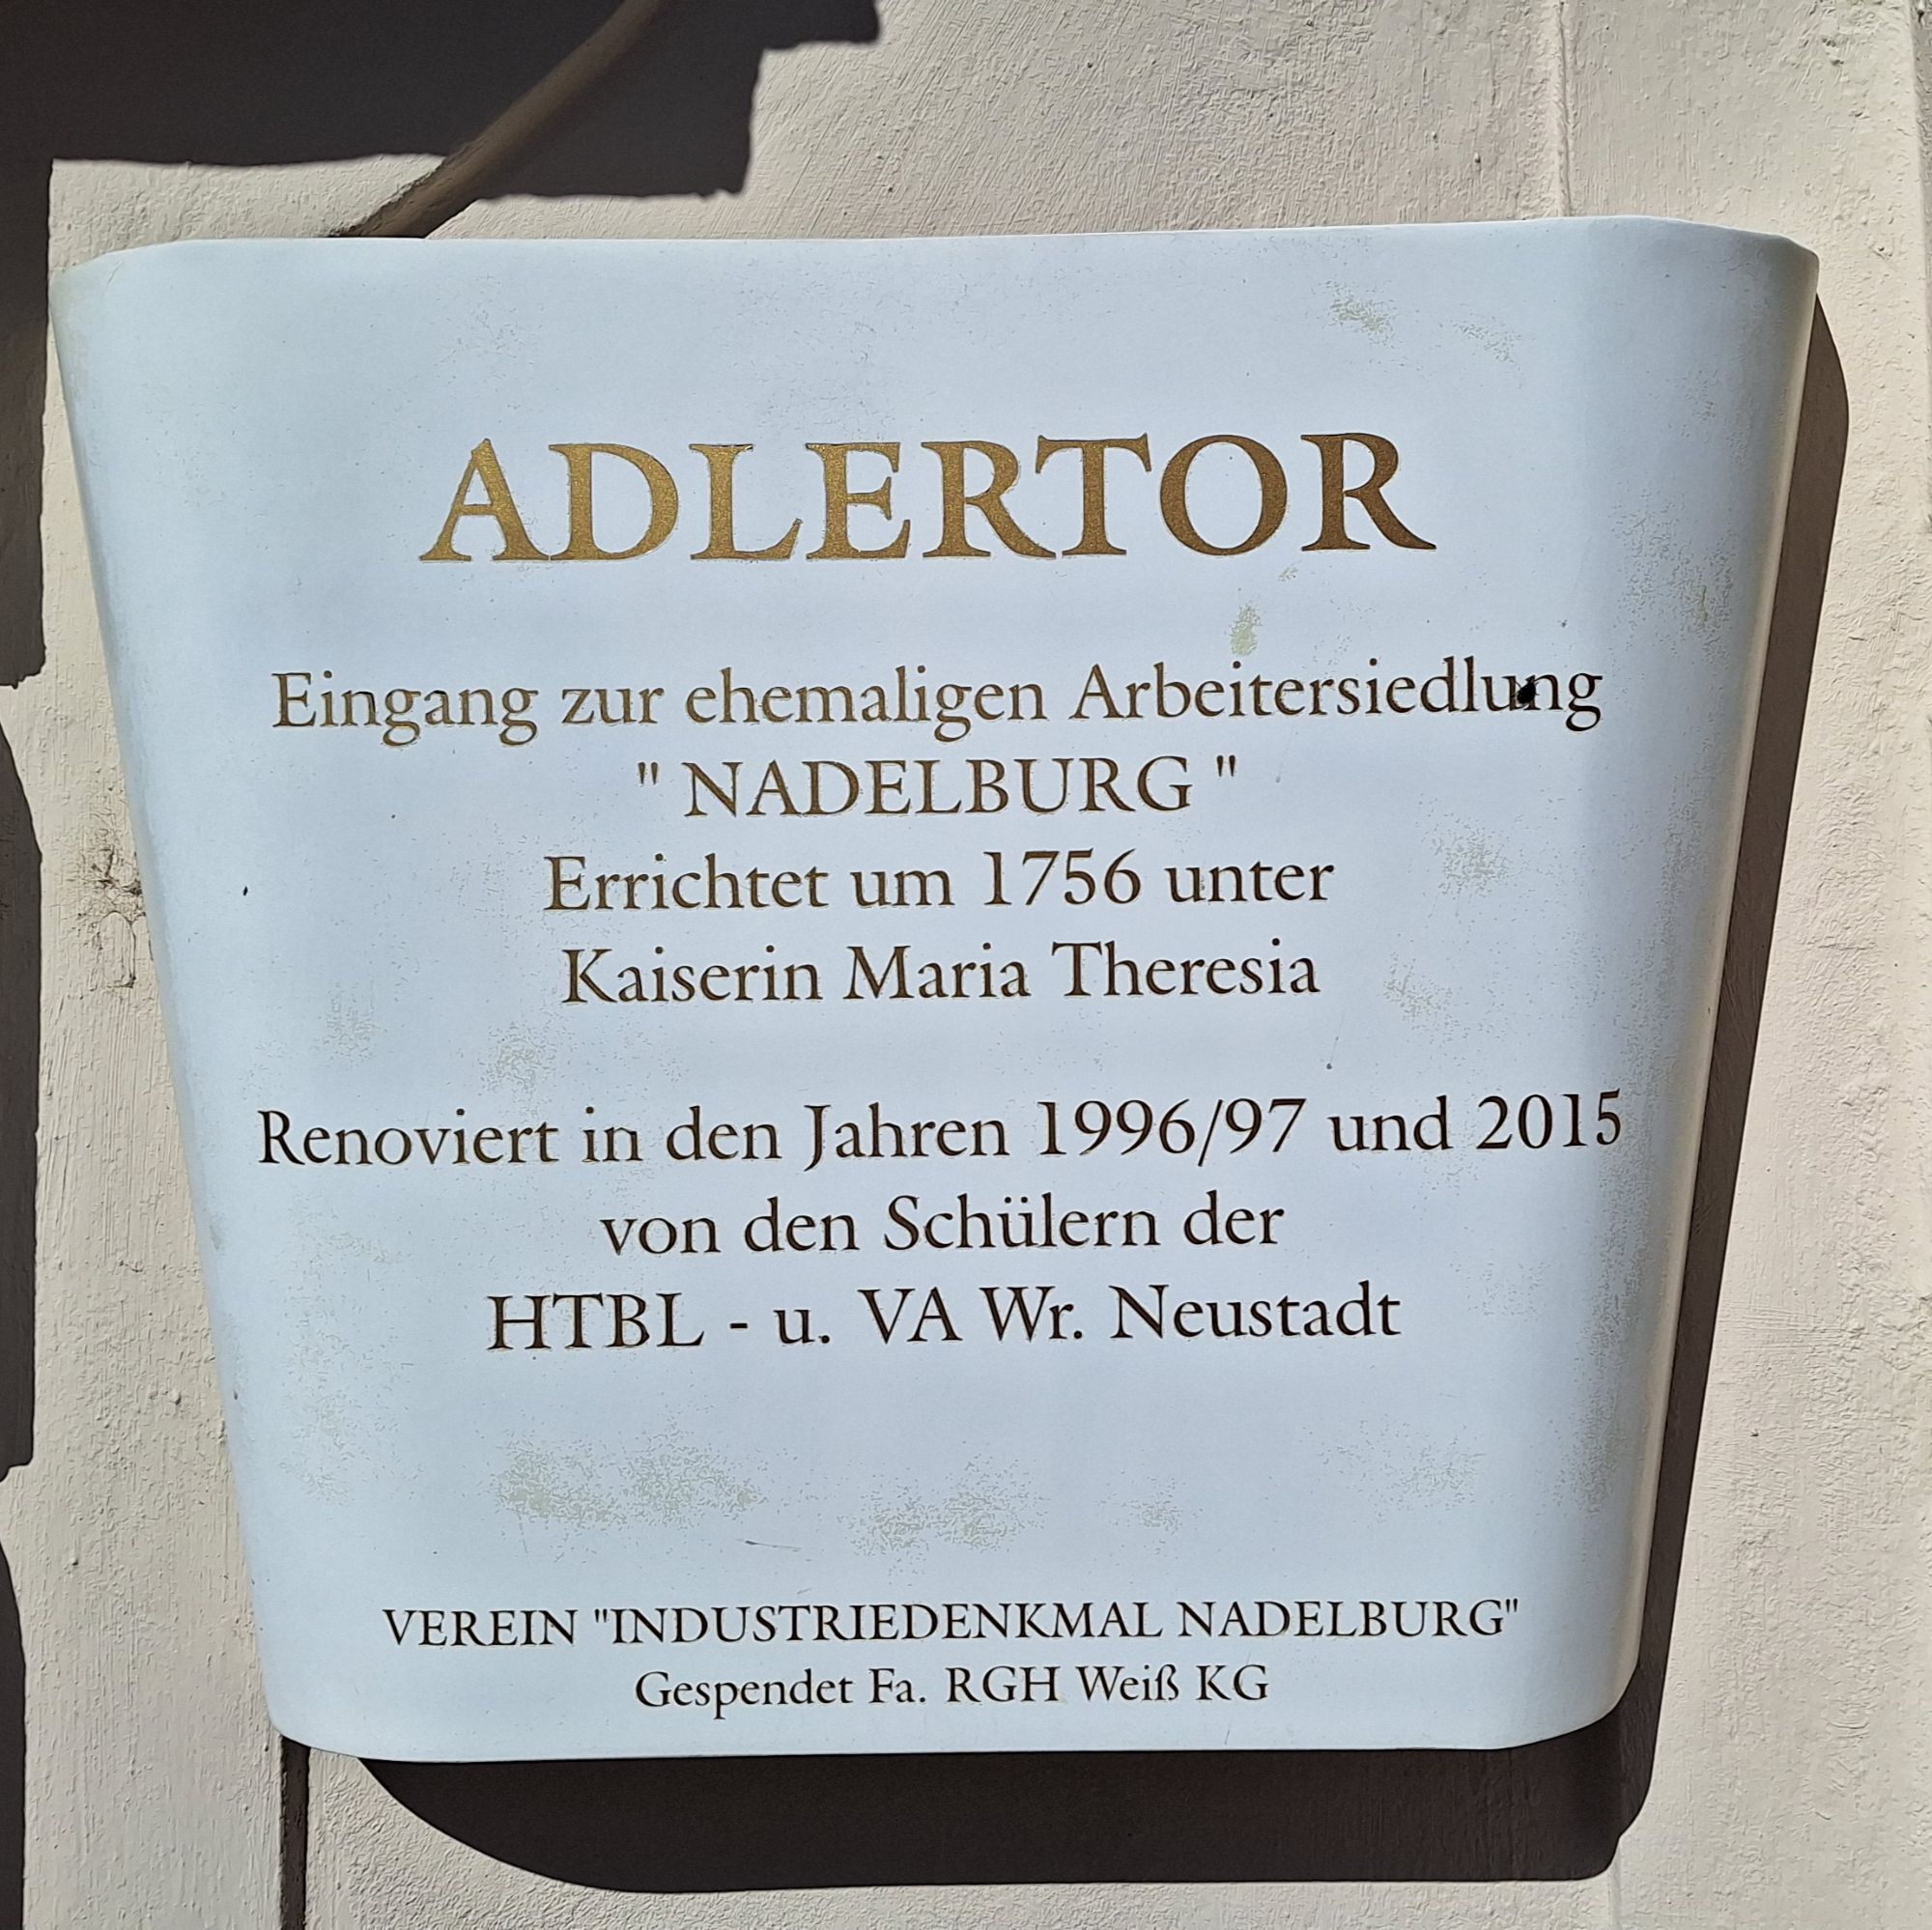 ADLERTOR
Eingang zur ehemaligen Arbeitersiedlung
" NADELBURG "
Errichtet um 1756 unter
Kaiserin Maria Theresia
Renoviert in den Jahren 1996/97 und 2015
von den Schülern der
HTBL - u. VA Wr. Neustadt
VEREIN "INDUSTRIEDENKMAL NADELBURG"
Gespendet Fa. RGH Weiß KG